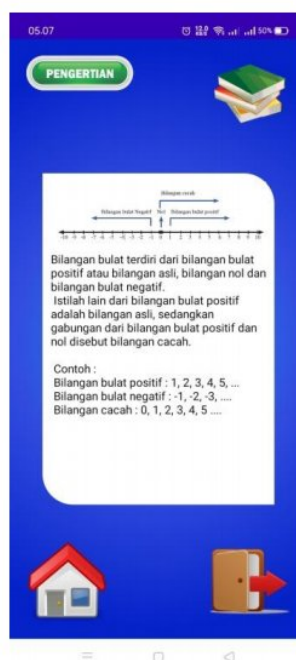 05.07
50%
PENGERTIAN
Bilangan cacah
Bilangan bulat Negatif Nol Bilangan bulat positif
Bilangan bulat terdiri dari bilangan bulat
positif atau bilangan asli, bilangan nol dan
bilangan bulat negatif.
Istilah lain dari bilangan bulat positif
adalah bilangan asli, sedangkan
gabungan dari bilangan bulat positif dan
nol disebut bilangan cacah.
Contoh :
Bilangan bulat positif : 1, 2, 3, 4, 5, ...
Bilangan bulat negatif : -1, -2, -3, ....
Bilangan cacah : 0, 1, 2, 3, 4, 5 ....